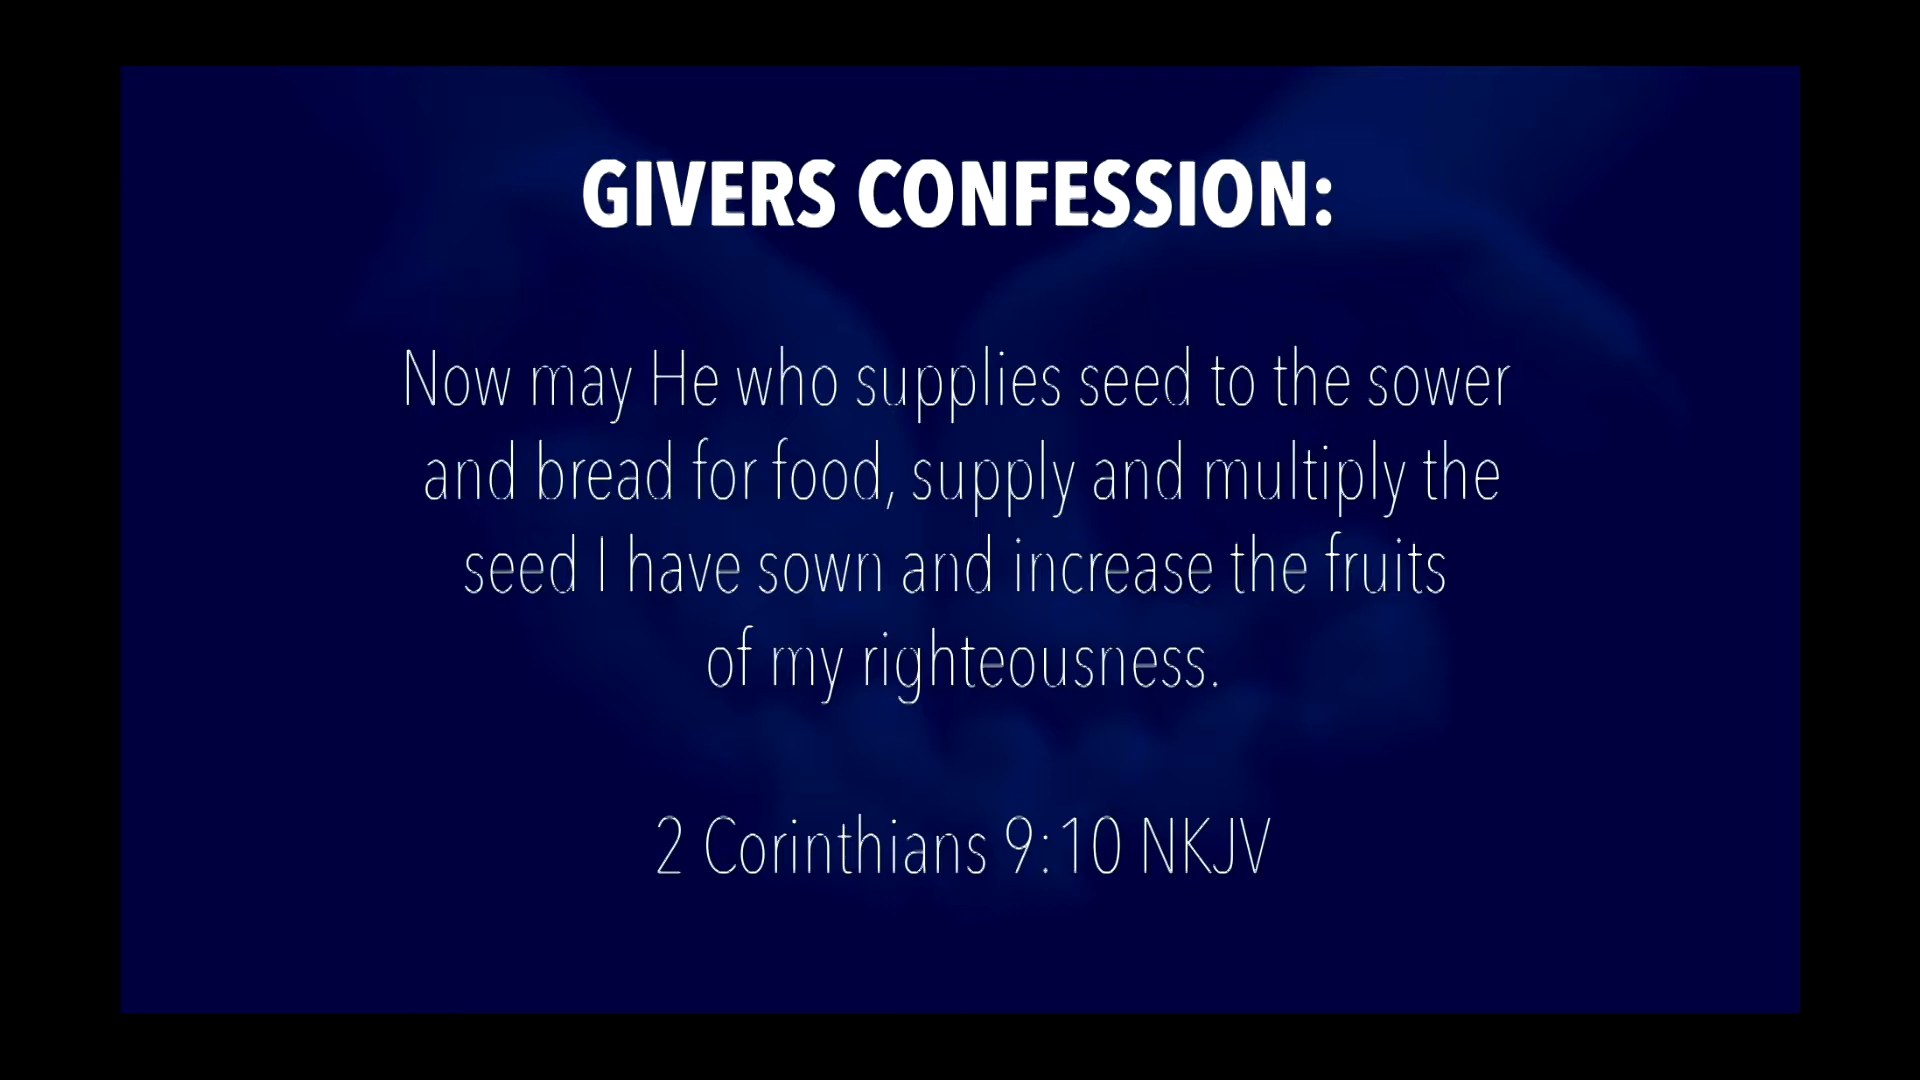 GIVERS CONFESSION:
Now may He who supplies seed to the sower
and bread for food, supply and multiply the
seed I have sown and increase the fruits
of my righteousness.
2 Corinthians 9:10 NKJV